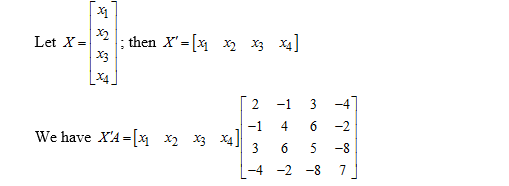 Let X = [x₁ x₂ x₃ x₄] ; then X′ = [x₁ x₂ x₃ x₄]
We have X′A = [x₁ x₂ x₃ x₄] [2 −1 3 −4
−1 4 6 −2
3 6 5 −8
−4 −2 −8 7]